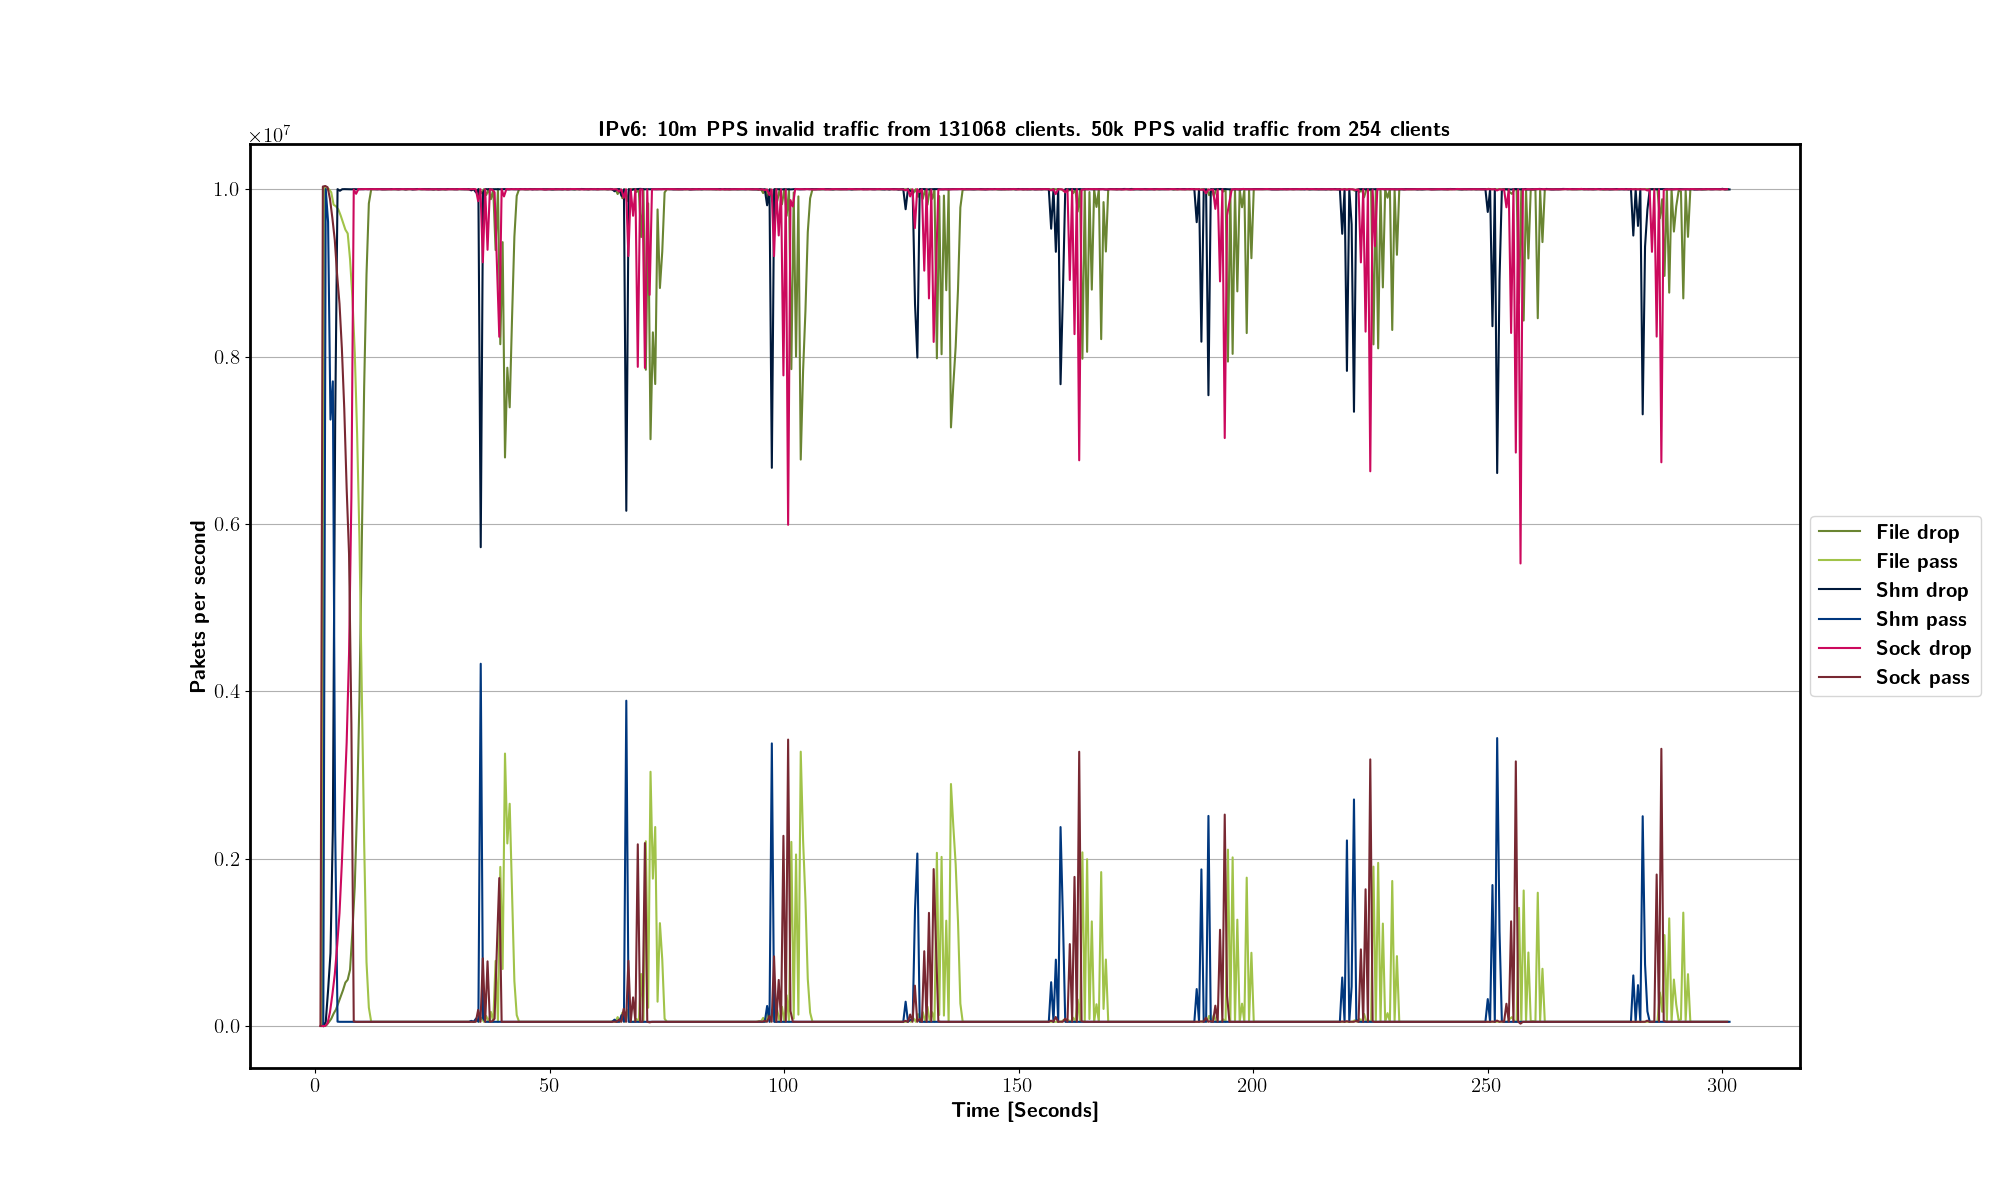 IPv6: 10m PPS invalid traffic from 131068 clients. 50k PPS valid traffic from 254 clients
×10⁷
1.0
0.8
0.6
0.4
0.2
0.0
Pakets per second
0 50 100 150 200 250 300
Time [Seconds]
File drop
File pass
Shm drop
Shm pass
Sock drop
Sock pass